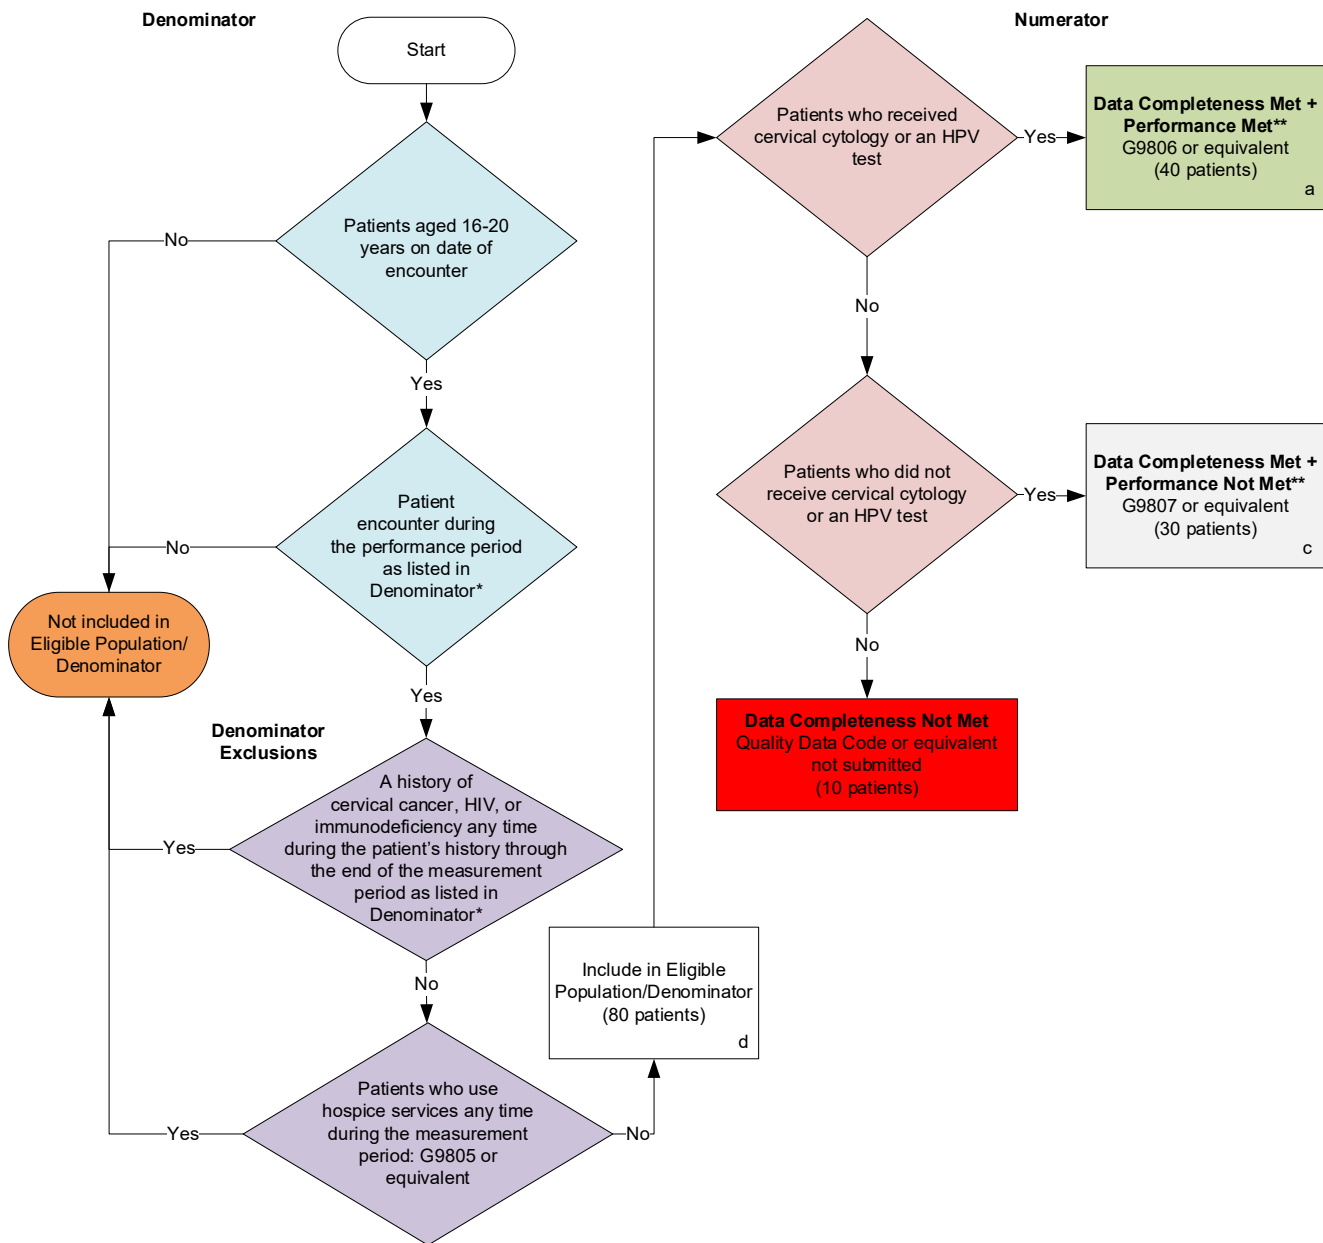 Denominator
Start
Patients aged 16-20
years on date of
encounter
No
Yes
Patient
encounter during
the performance period
as listed in
Denominator*
No
Not included in
Eligible Population/
Denominator
Yes
Denominator
Exclusions
A history of
cervical cancer, HIV, or
immunodeficiency any time
during the patient’s history through
the end of the measurement
period as listed in
Denominator*
Yes
No
Patients who use
hospice services any time
during the measurement
period: G9805 or
equivalent
Yes
No
Include in Eligible
Population/Denominator
(80 patients)
d
Numerator
Patients who received
cervical cytology or an HPV
test
Yes
Data Completeness Met +
Performance Met**
G9806 or equivalent
(40 patients)
a
No
Patients who did not
receive cervical cytology
or an HPV test
Yes
Data Completeness Met +
Performance Not Met**
G9807 or equivalent
(30 patients)
c
No
Data Completeness Not Met
Quality Data Code or equivalent
not submitted
(10 patients)